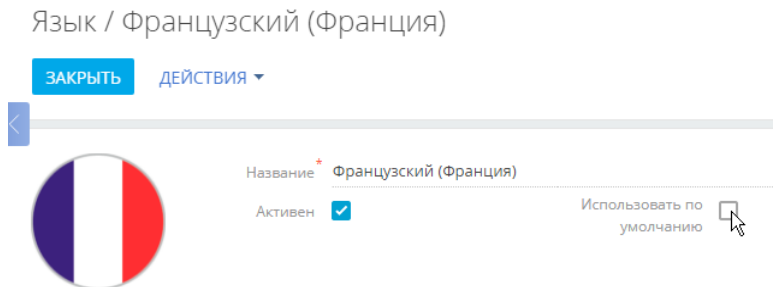 Язык / Французский (Франция)
ЗАКРЫТЬ ДЕЙСТВИЯ
Название* Французский (Франция)
Активен Использовать по
умолчанию